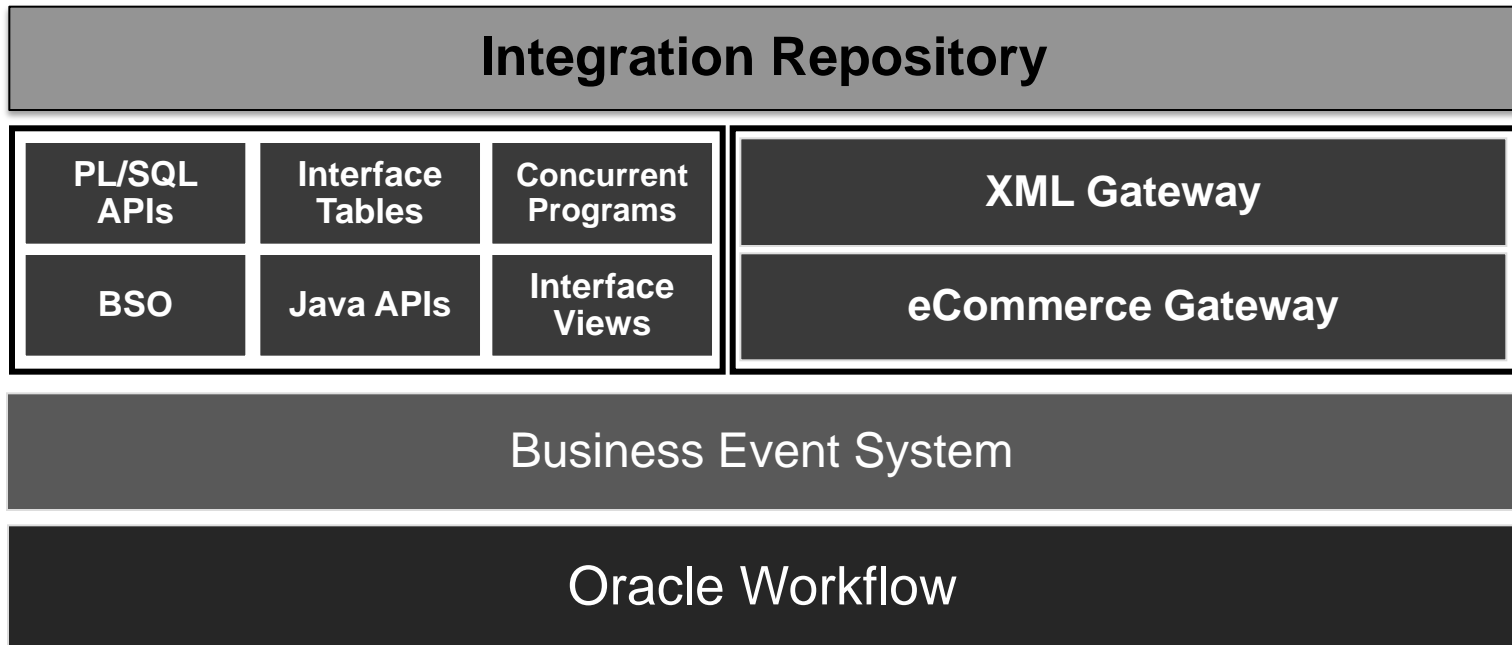 Integration Repository
PL/SQL
APIs
Interface
Tables
Concurrent
Programs
XML Gateway
BSO
Java APIs
Interface
Views
eCommerce Gateway
Business Event System
Oracle Workflow